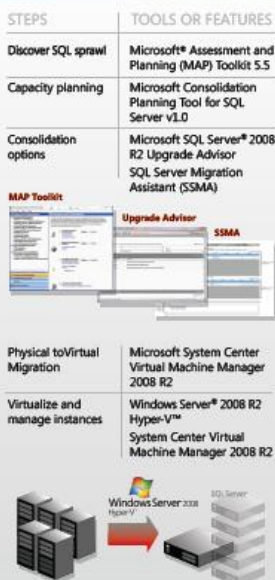 STEPS
TOOLS OR FEATURES
Discover SQL sprawl
Microsoft® Assessment and
Planning (MAP) Toolkit 5.5
Capacity planning
Microsoft Consolidation
Planning Tool for SQL
Server v1.0
Consolidation
options
Microsoft SQL Server® 2008
R2 Upgrade Advisor
SQL Server Migration
Assistant (SSMA)
MAP Toolkit
Upgrade Advisor
SSMA
Physical toVirtual
Migration
Microsoft System Center
Virtual Machine Manager
2008 R2
Virtualize and
manage instances
Windows Server® 2008 R2
Hyper-V™
System Center Virtual
Machine Manager 2008 R2
Windows Server 2008
Hyper-V
SQL Server